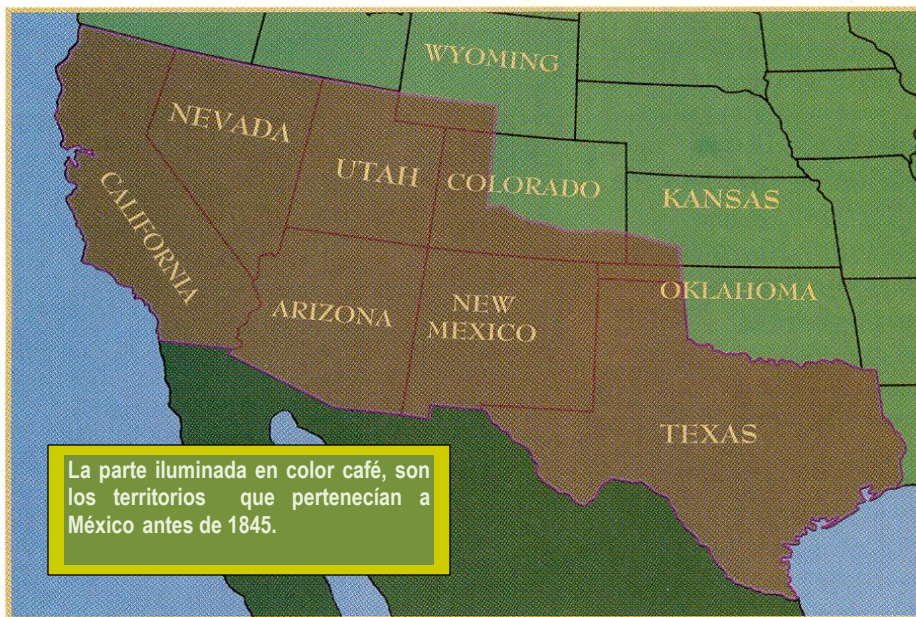 WYOMING
NEVADA
UTAH
COLORADO
KANSAS
CALIFORNIA
ARIZONA
NEW
MEXICO
OKLAHOMA
TEXAS
La parte iluminada en color café, son
los territorios que pertenecían a
México antes de 1845.